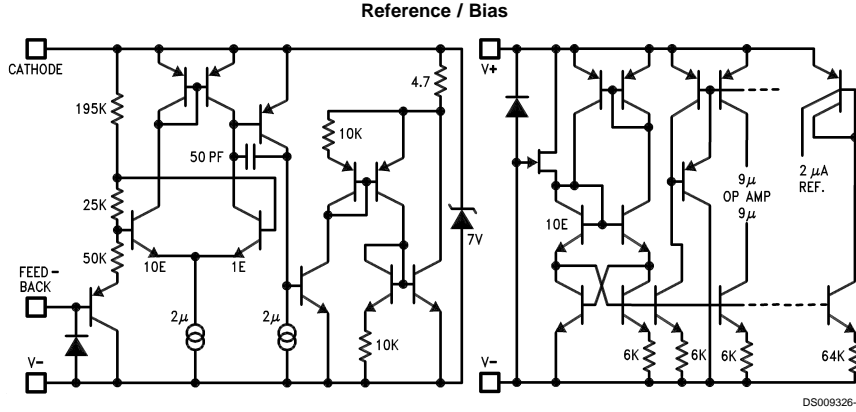 Reference / Bias
CATHODE
195K
25K
50K
FEED-
BACK
V-
10E
1E
2μ
2μ
50 PF
10K
10K
4.7
7V
V+
V-
10E
6K
6K
6K
64K
9μ
OP AMP
9μ
2 μA
REF.
DS009326-